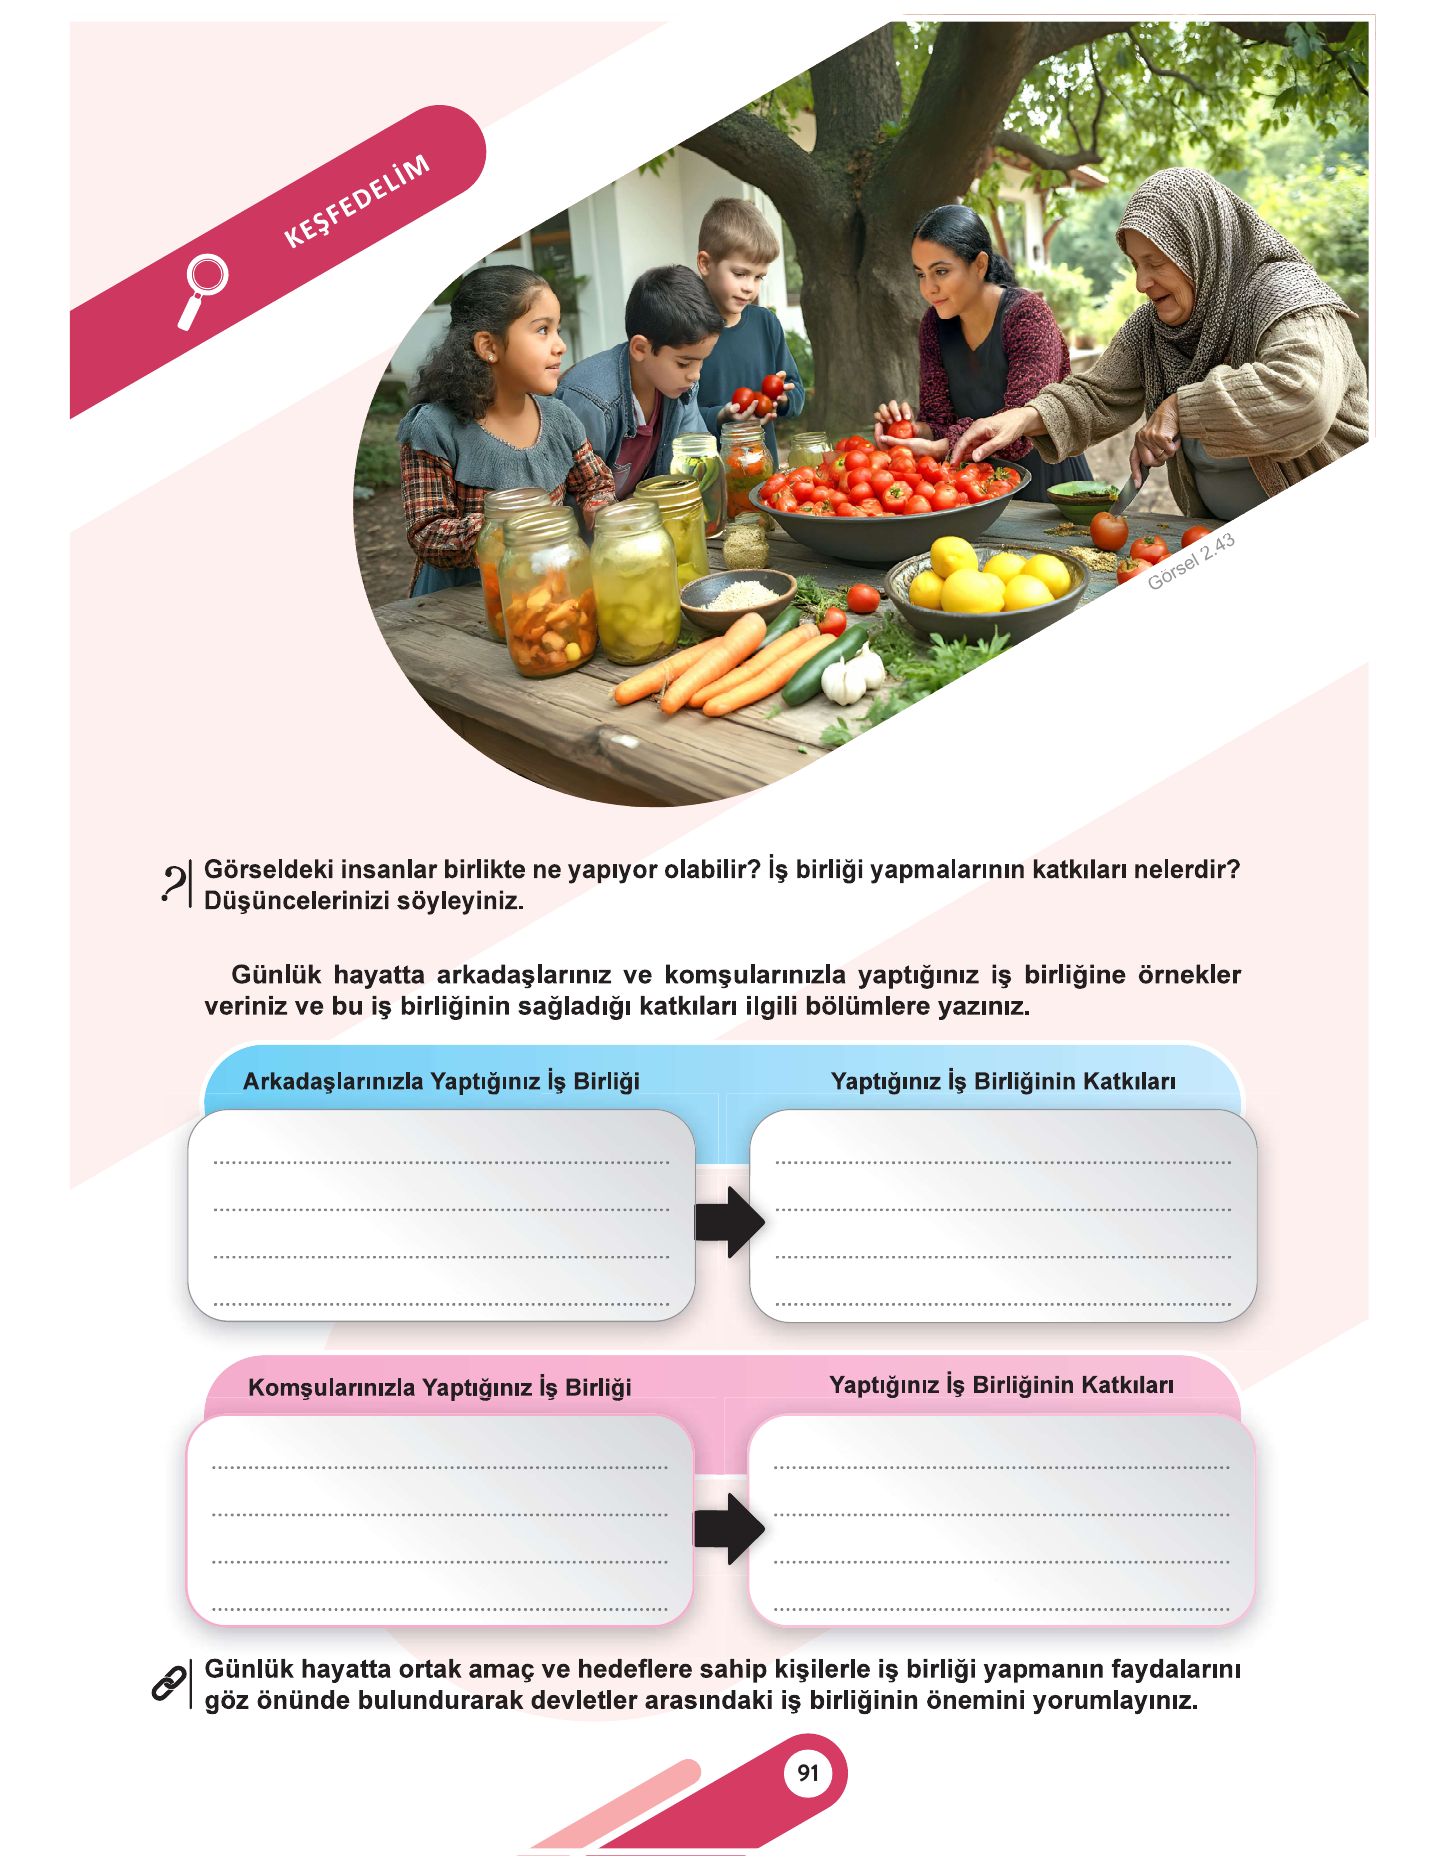 KEŞFEDELİM
Görsel 2.43
Görseldeki insanlar birlikte ne yapıyor olabilir? İş birliği yapmalarının katkıları nelerdir?
Düşüncelerinizi söyleyiniz.
Günlük hayatta arkadaşlarınız ve komşularınızla yaptığınız iş birliğine örnekler
veriniz ve bu iş birliğinin sağladığı katkıları ilgili bölümlere yazınız.
Arkadaşlarınızla Yaptığınız İş Birliği
Yaptığınız İş Birliğinin Katkıları
Komşularınızla Yaptığınız İş Birliği
Yaptığınız İş Birliğinin Katkıları
Günlük hayatta ortak amaç ve hedeflere sahip kişilerle iş birliği yapmanın faydalarını
göz önünde bulundurarak devletler arasındaki iş birliğinin önemini yorumlayınız.
91